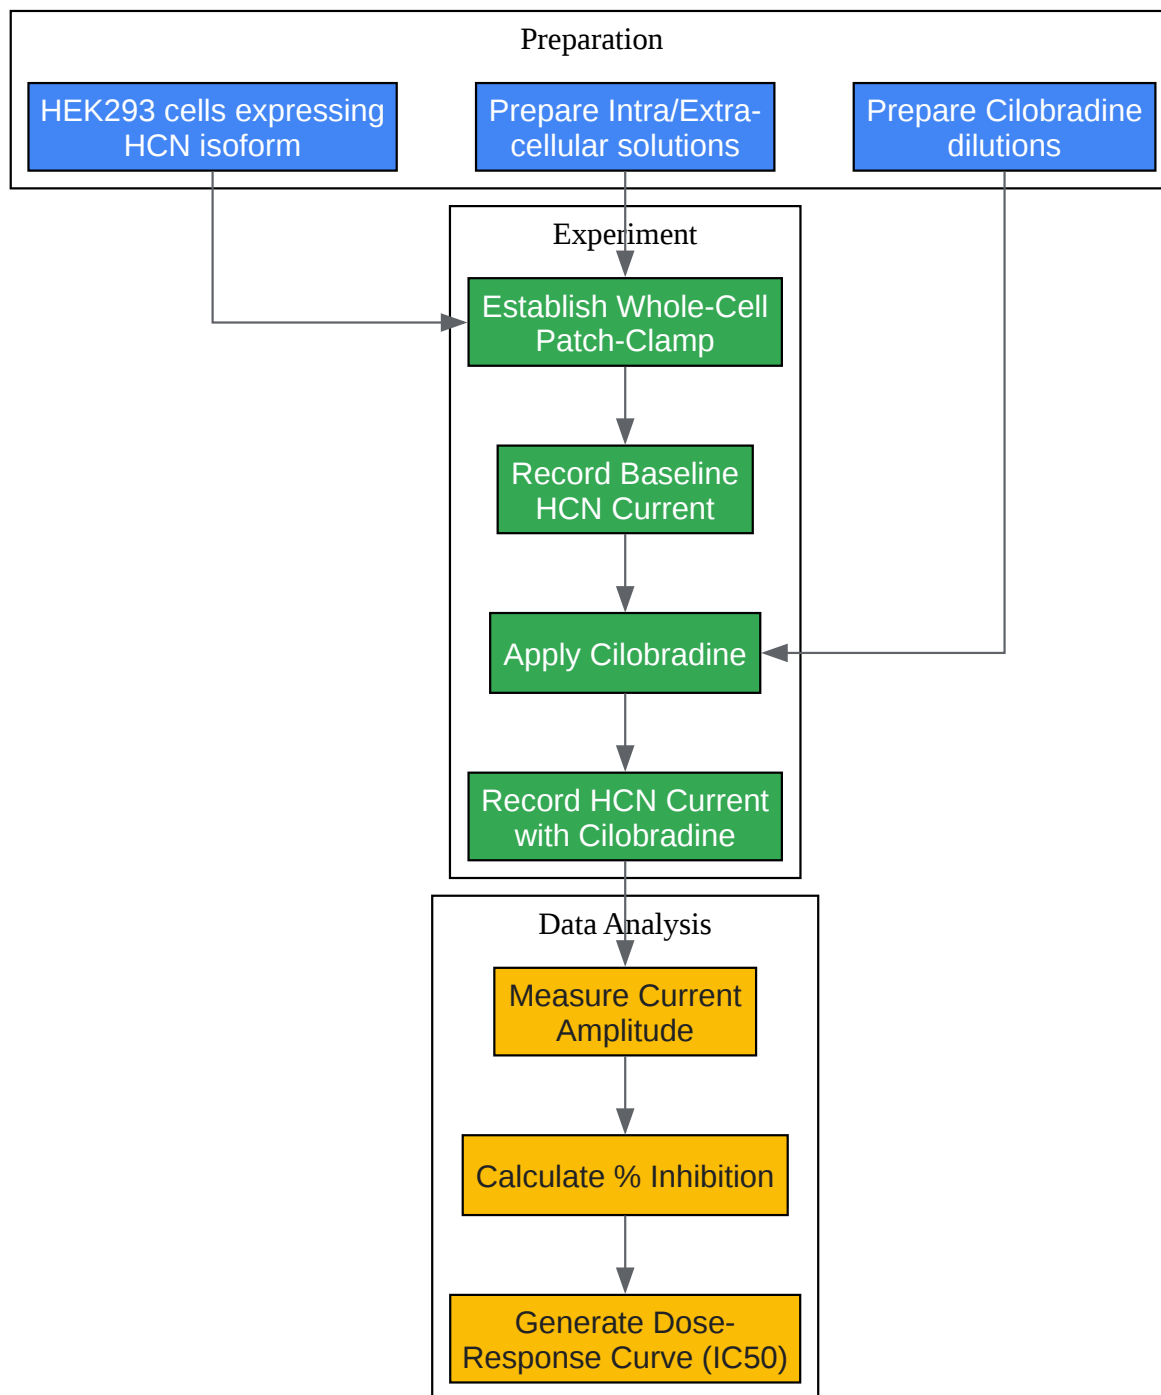 Preparation
HEK293 cells expressing
HCN isoform
Prepare Intra/Extra-
cellular solutions
Prepare Cilobradine
dilutions
Experiment
Establish Whole-Cell
Patch-Clamp
Record Baseline
HCN Current
Apply Cilobradine
Record HCN Current
with Cilobradine
Data Analysis
Measure Current
Amplitude
Calculate % Inhibition
Generate Dose-
Response Curve (IC50)